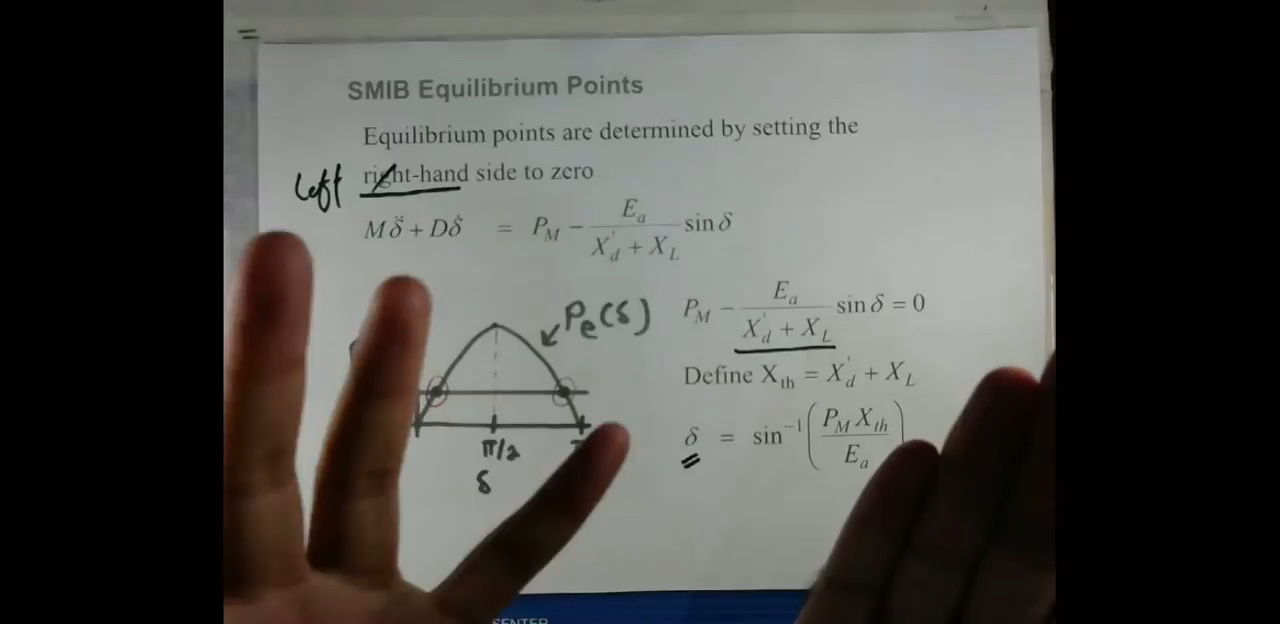 SMIB Equilibrium Points
Equilibrium points are determined by setting the
left right-hand side to zero
Mδ̈ + Dδ̇ = P_M − E_a / (X'_d + X_L) sin δ
P_e(δ)
P_M − E_a / (X'_d + X_L) sin δ = 0
Define X_th = X'_d + X_L
δ = sin⁻¹ (P_M X_th / E_a)
π/2
δ